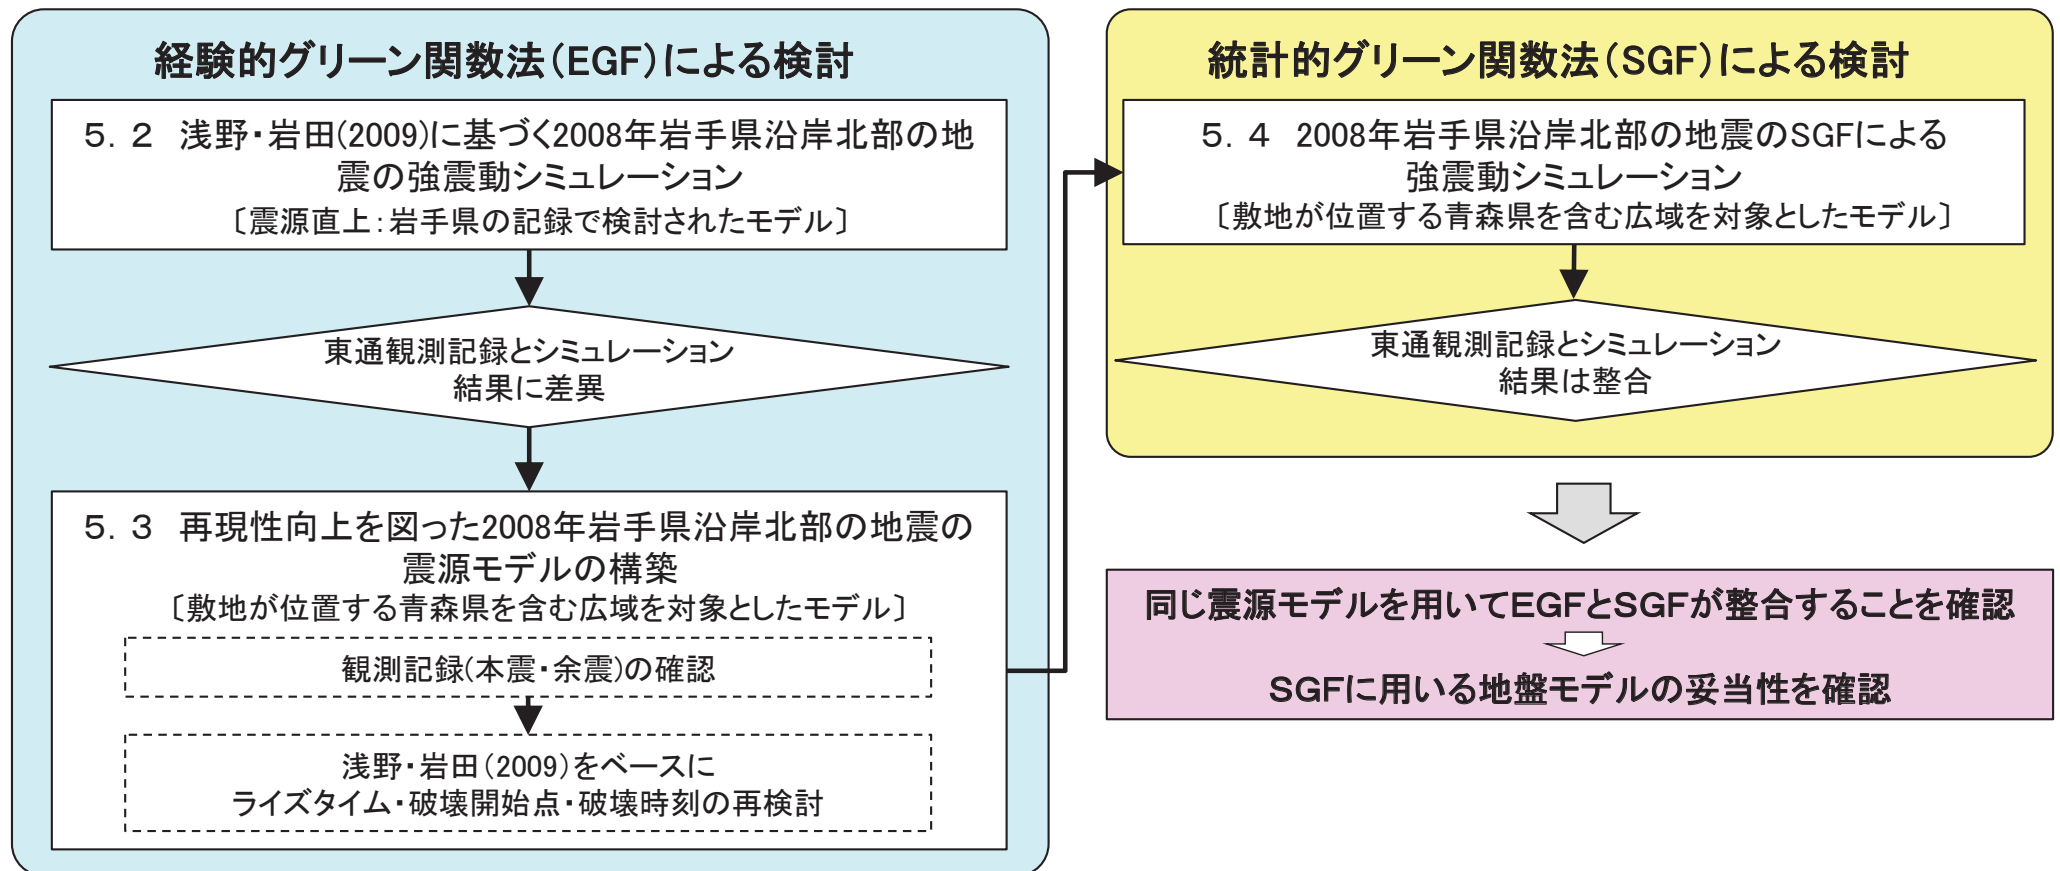 経験的グリーン関数法(EGF)による検討
5.2 浅野・岩田(2009)に基づく2008年岩手県沿岸北部の地
震の強震動シミュレーション
〔震源直上:岩手県の記録で検討されたモデル〕
東通観測記録とシミュレーション
結果に差異
5.3 再現性向上を図った2008年岩手県沿岸北部の地震の
震源モデルの構築
〔敷地が位置する青森県を含む広域を対象としたモデル〕
観測記録(本震・余震)の確認
浅野・岩田(2009)をベースに
ライズタイム・破壊開始点・破壊時刻の再検討
統計的グリーン関数法(SGF)による検討
5.4 2008年岩手県沿岸北部の地震のSGFによる
強震動シミュレーション
〔敷地が位置する青森県を含む広域を対象としたモデル〕
東通観測記録とシミュレーション
結果は整合
同じ震源モデルを用いてEGFとSGFが整合することを確認
SGFに用いる地盤モデルの妥当性を確認